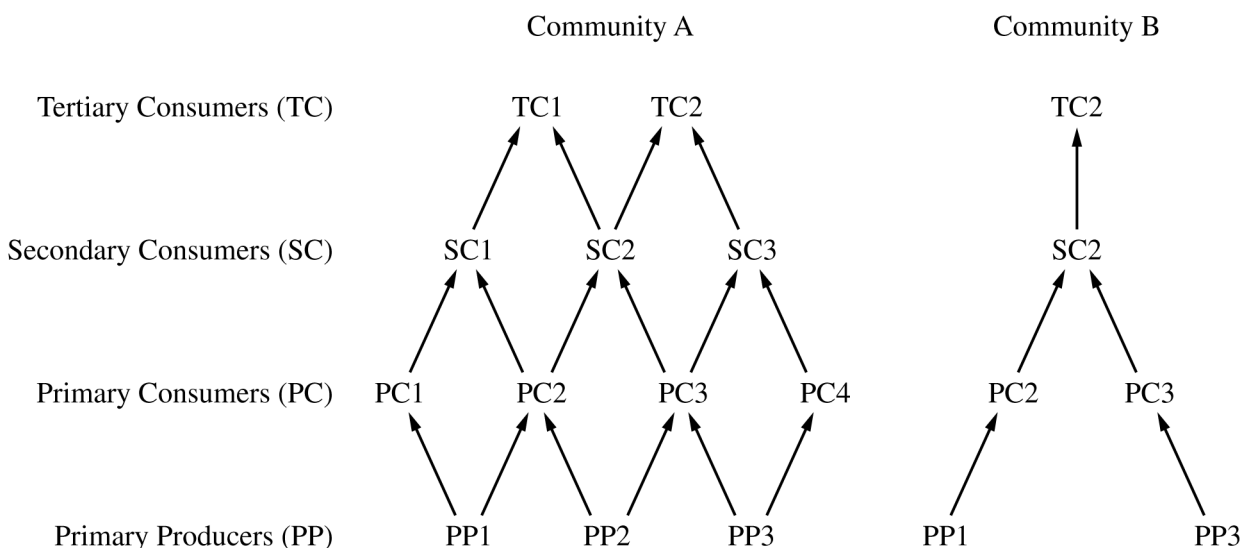 Community A Community B
Tertiary Consumers (TC) TC1 TC2 TC2
Secondary Consumers (SC) SC1 SC2 SC3 SC2
Primary Consumers (PC) PC1 PC2 PC3 PC4 PC2 PC3
Primary Producers (PP) PP1 PP2 PP3 PP1 PP3